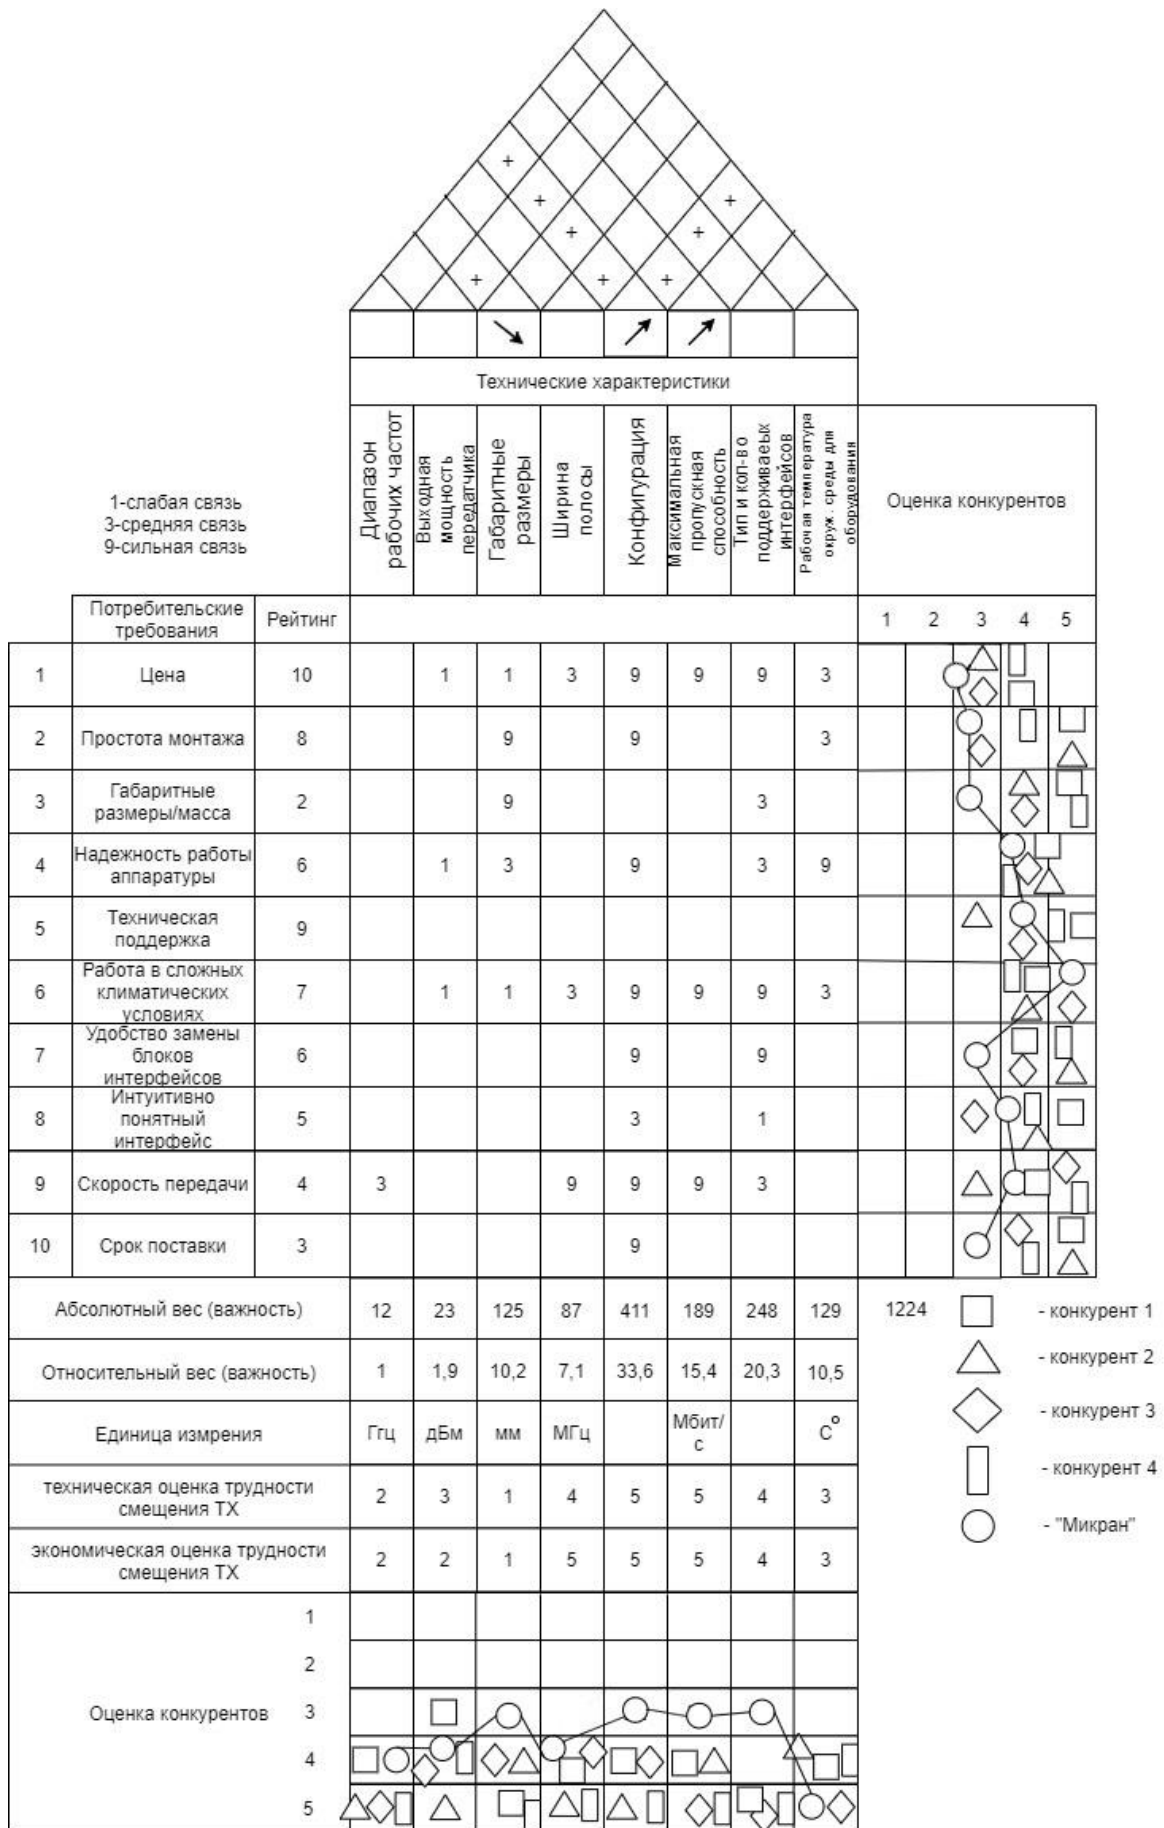 +
+
+
+
+
+
+
+
+
Технические характеристики
Диапазон
рабочих частот
Выходная
мощность
передатчика
Габаритные
размеры
Ширина
полосы
Конфигурация
Максимальная
пропускная
способность
Тип и кол-во
поддерживаеых
интерфейсов
Рабочая температура
окруж. среды для
оборудования
Оценка конкурентов
1-слабая связь
3-средняя связь
9-сильная связь
Потребительские
требования
Рейтинг
1 2 3 4 5
1 Цена 10 1 1 3 9 9 9 3
2 Простота монтажа 8 9 9 3
3 Габаритные
размеры/масса 2 9 3
4 Надежность работы
аппаратуры 6 1 3 9 3 9
5 Техническая
поддержка 9
6 Работа в сложных
климатических
условиях 7 1 1 3 9 9 9 3
7 Удобство замены
блоков
интерфейсов 6 9 9
8 Интуитивно
понятный
интерфейс 5 3 1
9 Скорость передачи 4 3 9 9 9 3
10 Срок поставки 3 9
Абсолютный вес (важность) 12 23 125 87 411 189 248 129 1224
Относительный вес (важность) 1 1,9 10,2 7,1 33,6 15,4 20,3 10,5
Единица измрения Ггц дБм мм МГц Мбит/
с C°
техническая оценка трудности
смещения ТХ 2 3 1 4 5 5 4 3
экономическая оценка трудности
смещения ТХ 2 2 1 5 5 5 4 3
Оценка конкурентов
1
2
3
4
5
- конкурент 1
- конкурент 2
- конкурент 3
- конкурент 4
- "Микран"